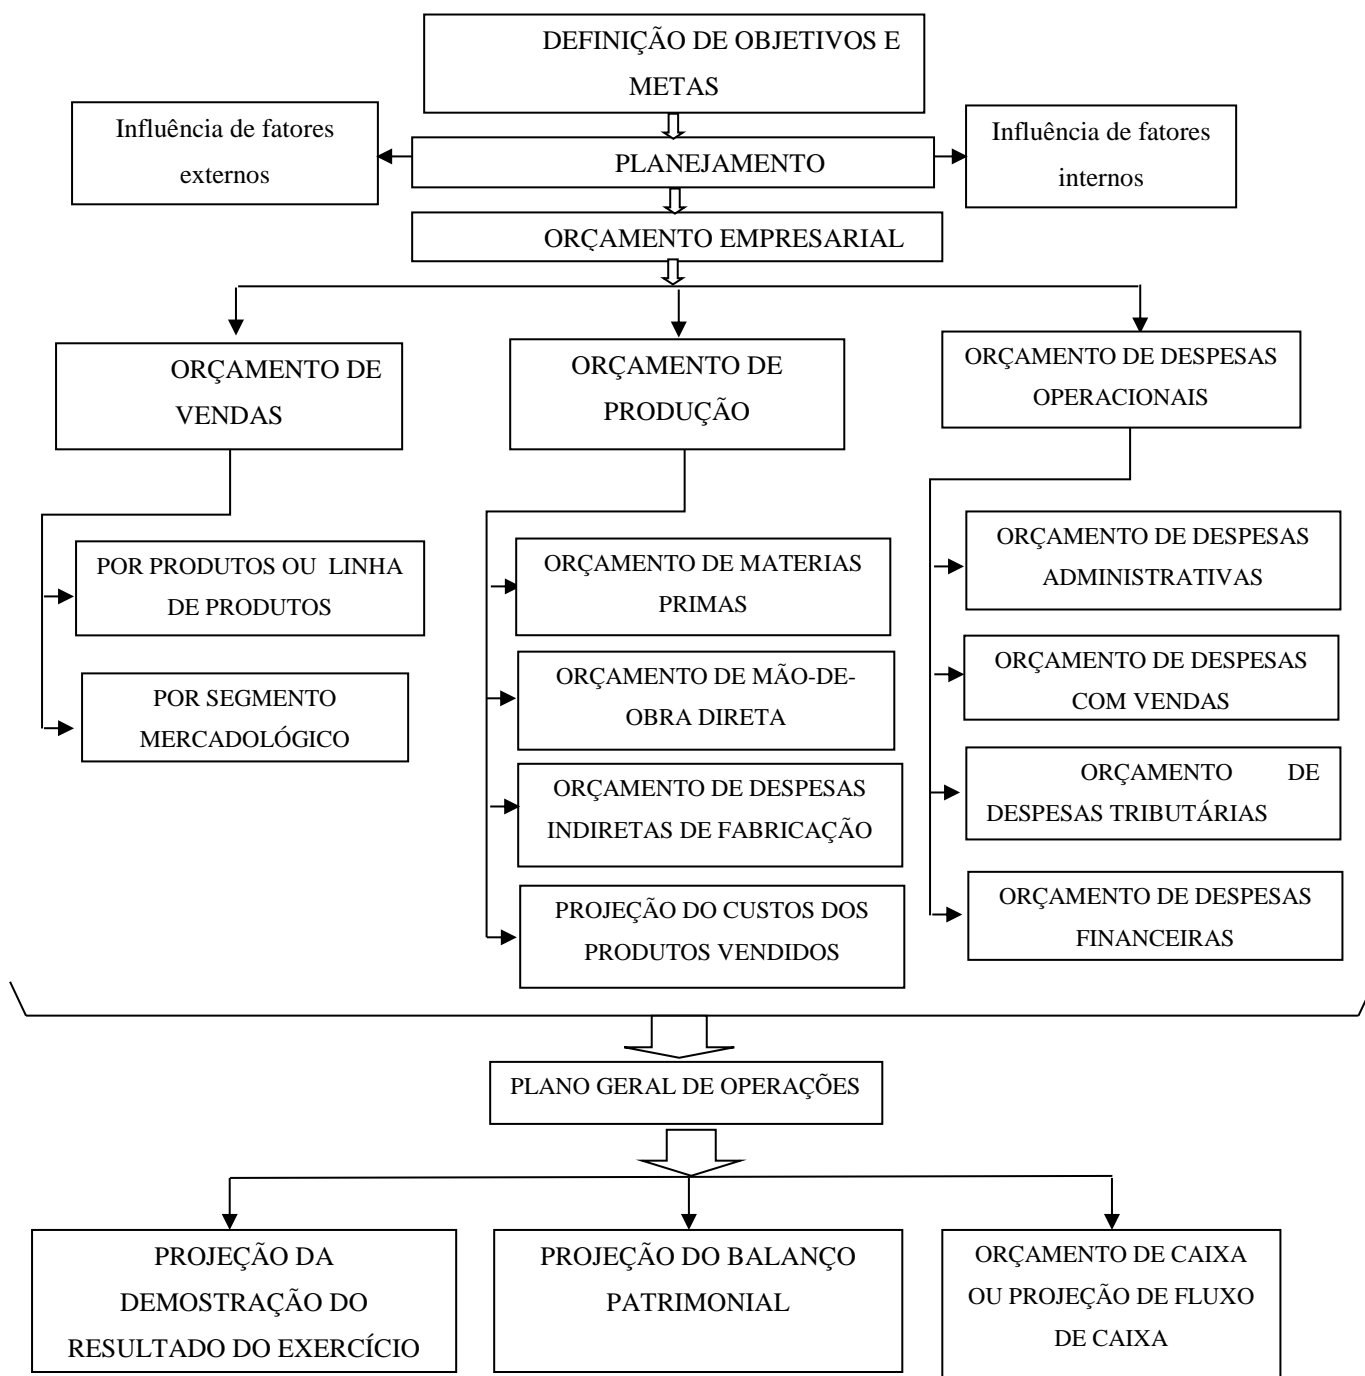 DEFINIÇÃO DE OBJETIVOS E
METAS
Influência de fatores
externos
PLANEJAMENTO
Influência de fatores
internos
ORÇAMENTO EMPRESARIAL
ORÇAMENTO DE
VENDAS
ORÇAMENTO DE
PRODUÇÃO
ORÇAMENTO DE DESPESAS
OPERACIONAIS
POR PRODUTOS OU LINHA
DE PRODUTOS
POR SEGMENTO
MERCADOLÓGICO
ORÇAMENTO DE MATERIAS
PRIMAS
ORÇAMENTO DE MÃO-DE-
OBRA DIRETA
ORÇAMENTO DE DESPESAS
INDIRETAS DE FABRICAÇÃO
PROJEÇÃO DO CUSTOS DOS
PRODUTOS VENDIDOS
ORÇAMENTO DE DESPESAS
ADMINISTRATIVAS
ORÇAMENTO DE DESPESAS
COM VENDAS
ORÇAMENTO DE
DESPESAS TRIBUTÁRIAS
ORÇAMENTO DE DESPESAS
FINANCEIRAS
PLANO GERAL DE OPERAÇÕES
PROJEÇÃO DA
DEMOSTRAÇÃO DO
RESULTADO DO EXERCÍCIO
PROJEÇÃO DO BALANÇO
PATRIMONIAL
ORÇAMENTO DE CAIXA
OU PROJEÇÃO DE FLUXO
DE CAIXA